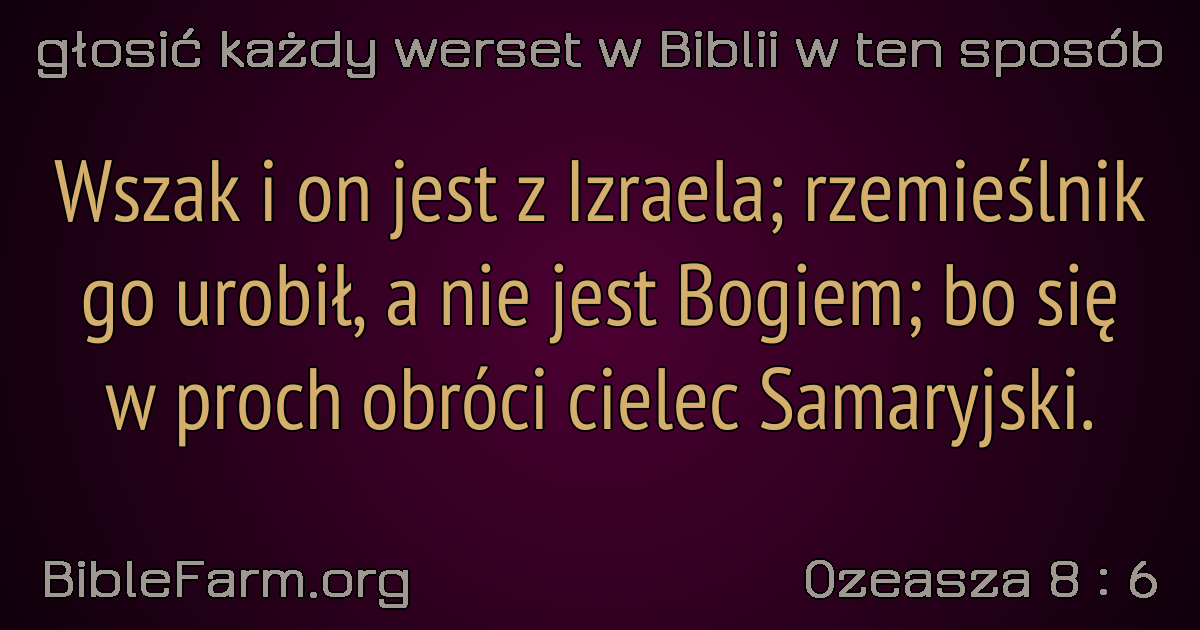 głosić każdy werset w Biblii w ten sposób
Wszak i on jest z Izraela; rzemieślnik
go urobił, a nie jest Bogiem; bo się
w proch obróci cielec Samaryjski.
BibleFarm.org
Ozeasza 8 : 6